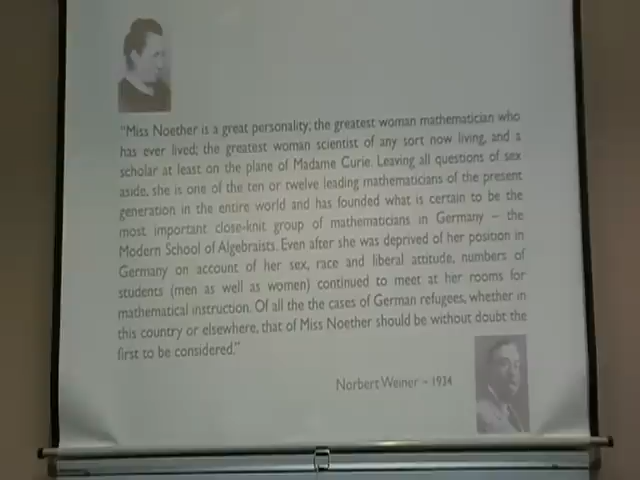 "Miss Noether is a great personality; the greatest woman mathematician who
has ever lived; the greatest woman scientist of any sort now living, and a
scholar at least on the plane of Madame Curie. Leaving all questions of sex
aside, she is one of the ten or twelve leading mathematicians of the present
generation in the entire world and has founded what is certain to be the
most important close-knit group of mathematicians in Germany – the
Modern School of Algebraists. Even after she was deprived of her position in
Germany on account of her sex, race and liberal attitude, numbers of
students (men as well as women) continued to meet at her rooms for
mathematical instruction. Of all the the cases of German refugees, whether in
this country or elsewhere, that of Miss Noether should be without doubt the
first to be considered."
Norbert Weiner – 1934